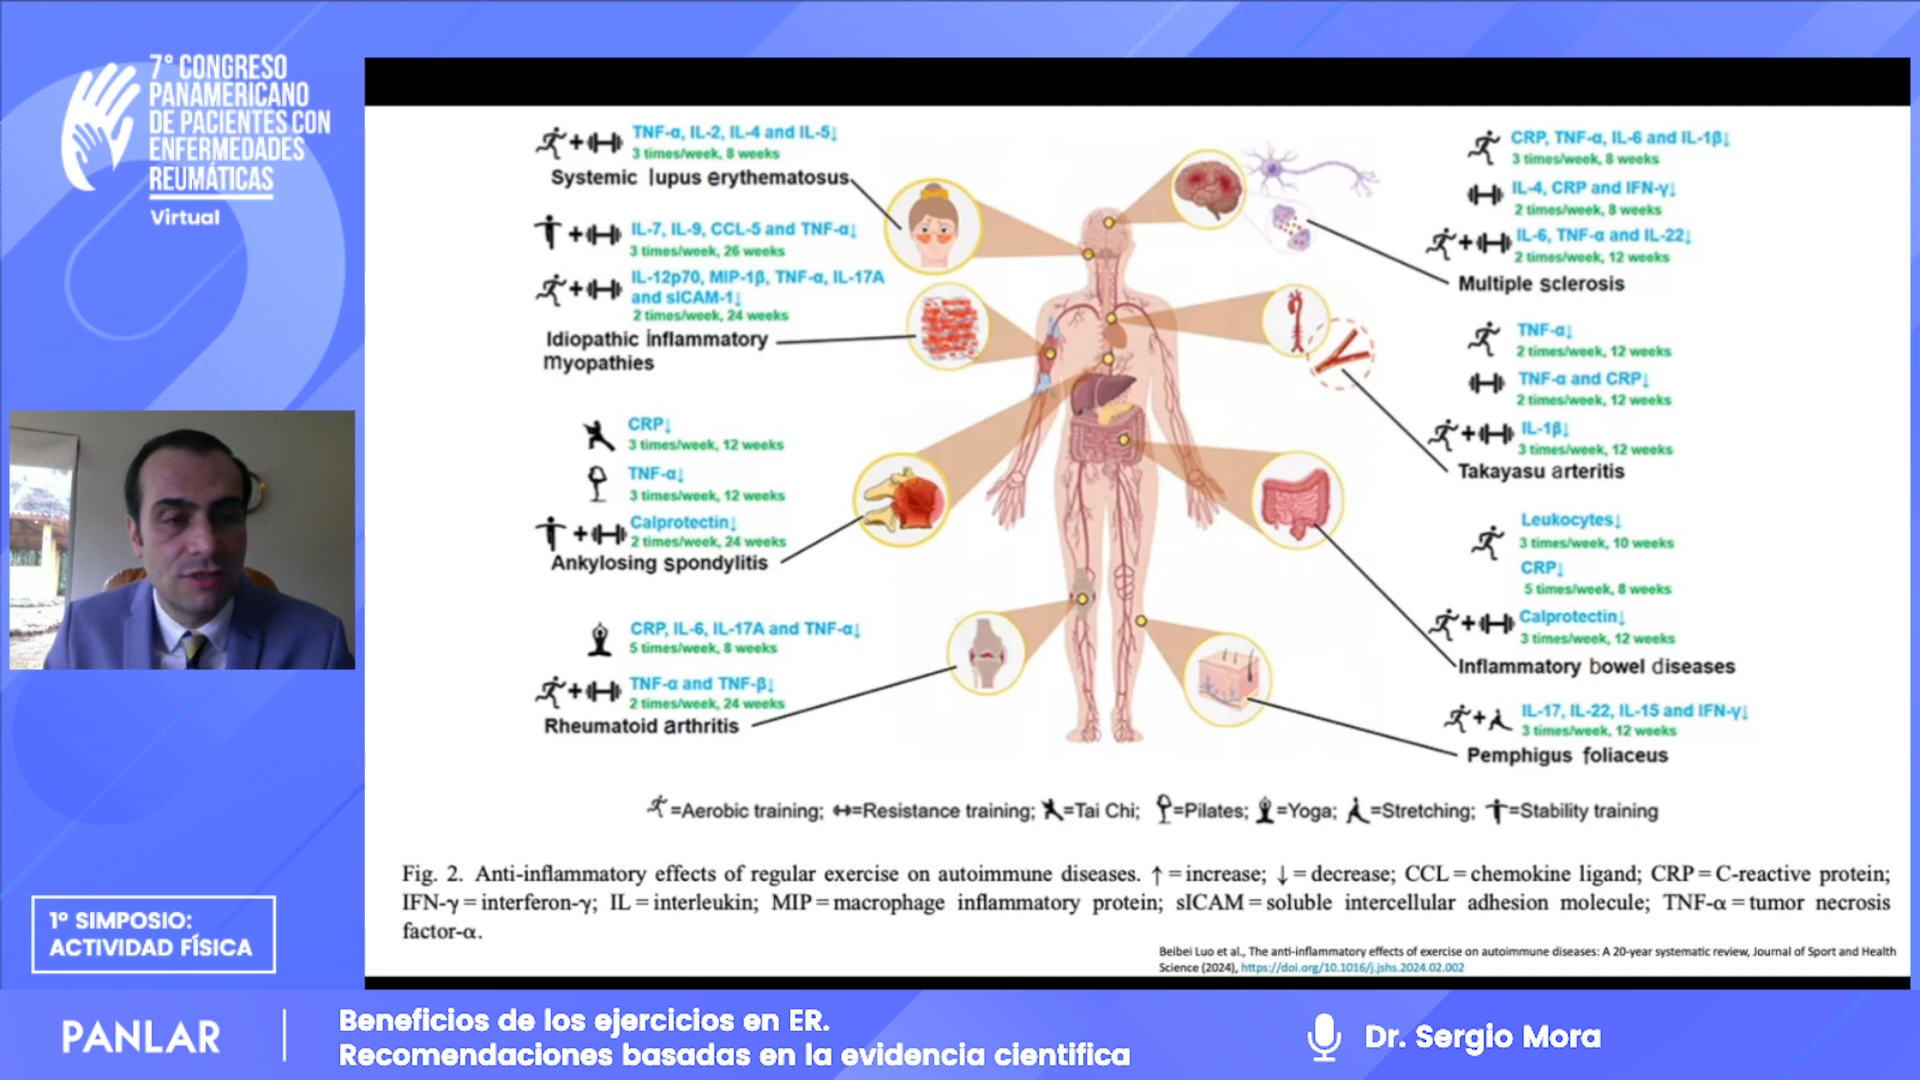 7° CONGRESO
PANAMERICANO
DE PACIENTES CON
ENFERMEDADES
REUMÁTICAS
Virtual
TNF-α, IL-2, IL-4 and IL-5↓
3 times/week, 8 weeks
Systemic lupus erythematosus
IL-7, IL-9, CCL-5 and TNF-α↓
3 times/week, 26 weeks
IL-12p70, MIP-1β, TNF-α, IL-17A
and sICAM-1↓
2 times/week, 24 weeks
Idiopathic inflammatory
myopathies
CRP↓
3 times/week, 12 weeks
TNF-α↓
3 times/week, 12 weeks
Calprotectin↓
2 times/week, 24 weeks
Ankylosing spondylitis
CRP, IL-6, IL-17A and TNF-α↓
5 times/week, 8 weeks
TNF-α and TNF-β↓
2 times/week, 24 weeks
Rheumatoid arthritis
CRP, TNF-α, IL-6 and IL-1β↓
3 times/week, 8 weeks
IL-4, CRP and IFN-γ↓
2 times/week, 8 weeks
IL-6, TNF-α and IL-22↓
2 times/week, 12 weeks
Multiple sclerosis
TNF-α↓
2 times/week, 12 weeks
TNF-α and CRP↓
2 times/week, 12 weeks
IL-1β↓
3 times/week, 12 weeks
Takayasu arteritis
Leukocytes↓
3 times/week, 10 weeks
CRP↓
5 times/week, 8 weeks
Calprotectin↓
3 times/week, 12 weeks
Inflammatory bowel diseases
IL-17, IL-22, IL-15 and IFN-γ↓
3 times/week, 12 weeks
Pemphigus foliaceus
=Aerobic training; =Resistance training; =Tai Chi; =Pilates; =Yoga; =Stretching; =Stability training
Fig. 2. Anti-inflammatory effects of regular exercise on autoimmune diseases. ↑=increase; ↓=decrease; CCL=chemokine ligand; CRP=C-reactive protein;
IFN-γ=interferon-γ; IL=interleukin; MIP=macrophage inflammatory protein; sICAM=soluble intercellular adhesion molecule; TNF-α=tumor necrosis
factor-α.
Beibei Luo et al., The anti-inflammatory effects of exercise on autoimmune diseases: A 20-year systematic review, Journal of Sport and Health
Science (2024), https://doi.org/10.1016/j.jshs.2024.02.002
1º SIMPOSIO:
ACTIVIDAD FÍSICA
PANLAR
Beneficios de los ejercicios en ER.
Recomendaciones basadas en la evidencia cientifica
Dr. Sergio Mora